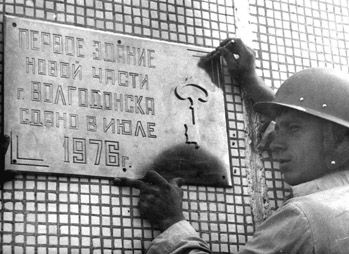 ПЕРВОЕ ЗДАНИЕ
НОВОЙ ЧАСТИ
г. ВОЛГОДОНСКА
СДАНО В ИЮЛЕ
1976г.